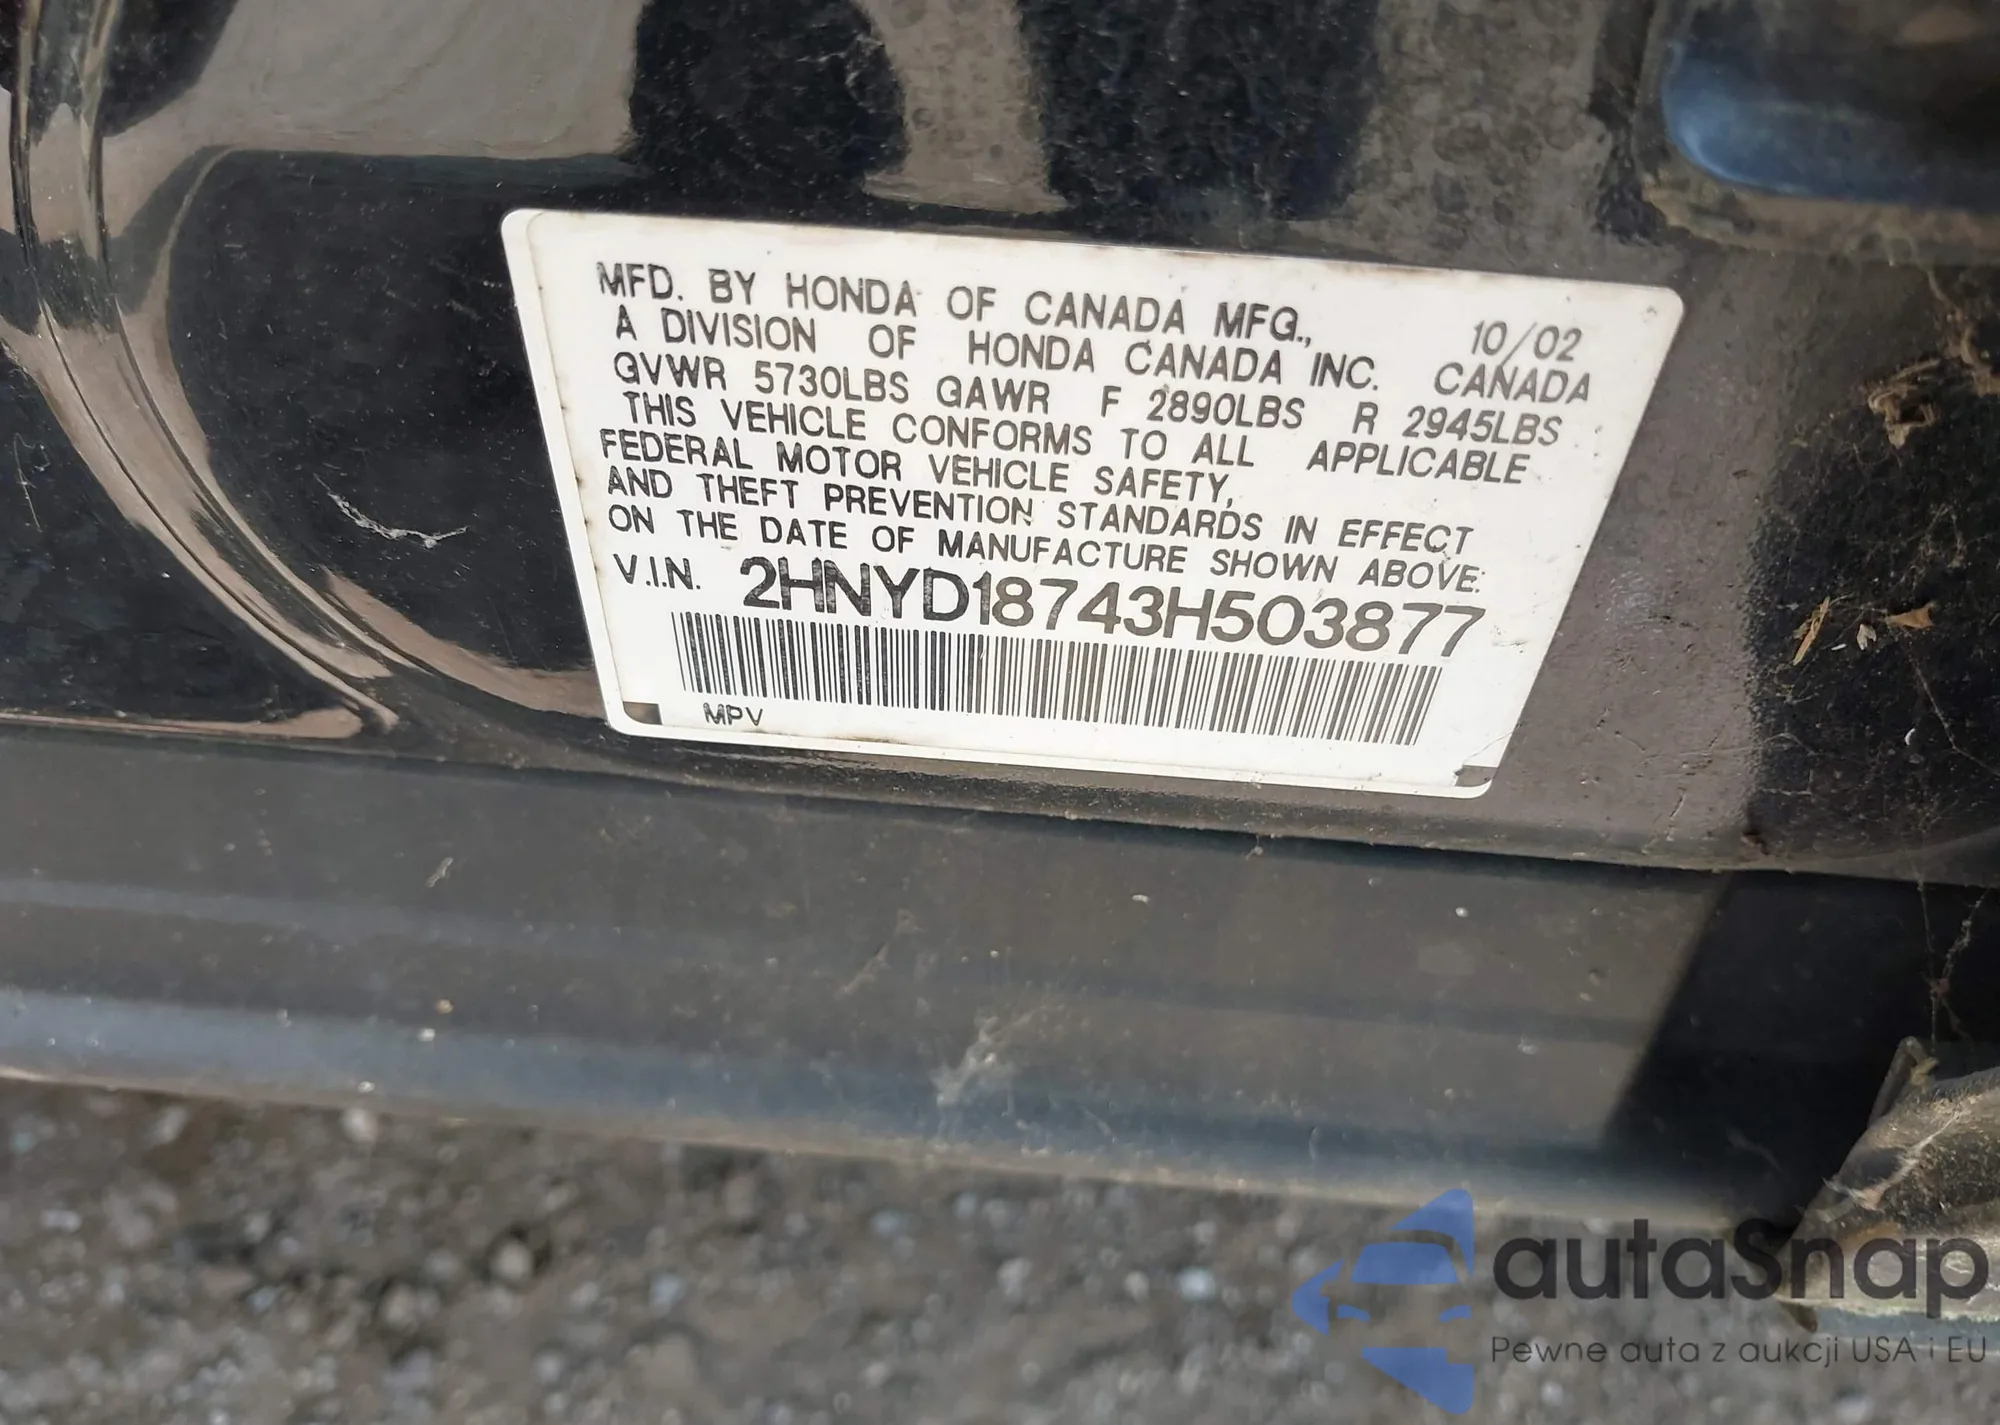 MFD. BY HONDA OF CANADA MFG., 10/02
A DIVISION OF HONDA CANADA INC. CANADA
GVWR 5730LBS GAWR F 2890LBS R 2945LBS
THIS VEHICLE CONFORMS TO ALL APPLICABLE
FEDERAL MOTOR VEHICLE SAFETY,
AND THEFT PREVENTION STANDARDS IN EFFECT
ON THE DATE OF MANUFACTURE SHOWN ABOVE:
V.I.N. 2HNYD18743H503877
MPV
autaSnap
Pewne auta z aukcji USA i EU